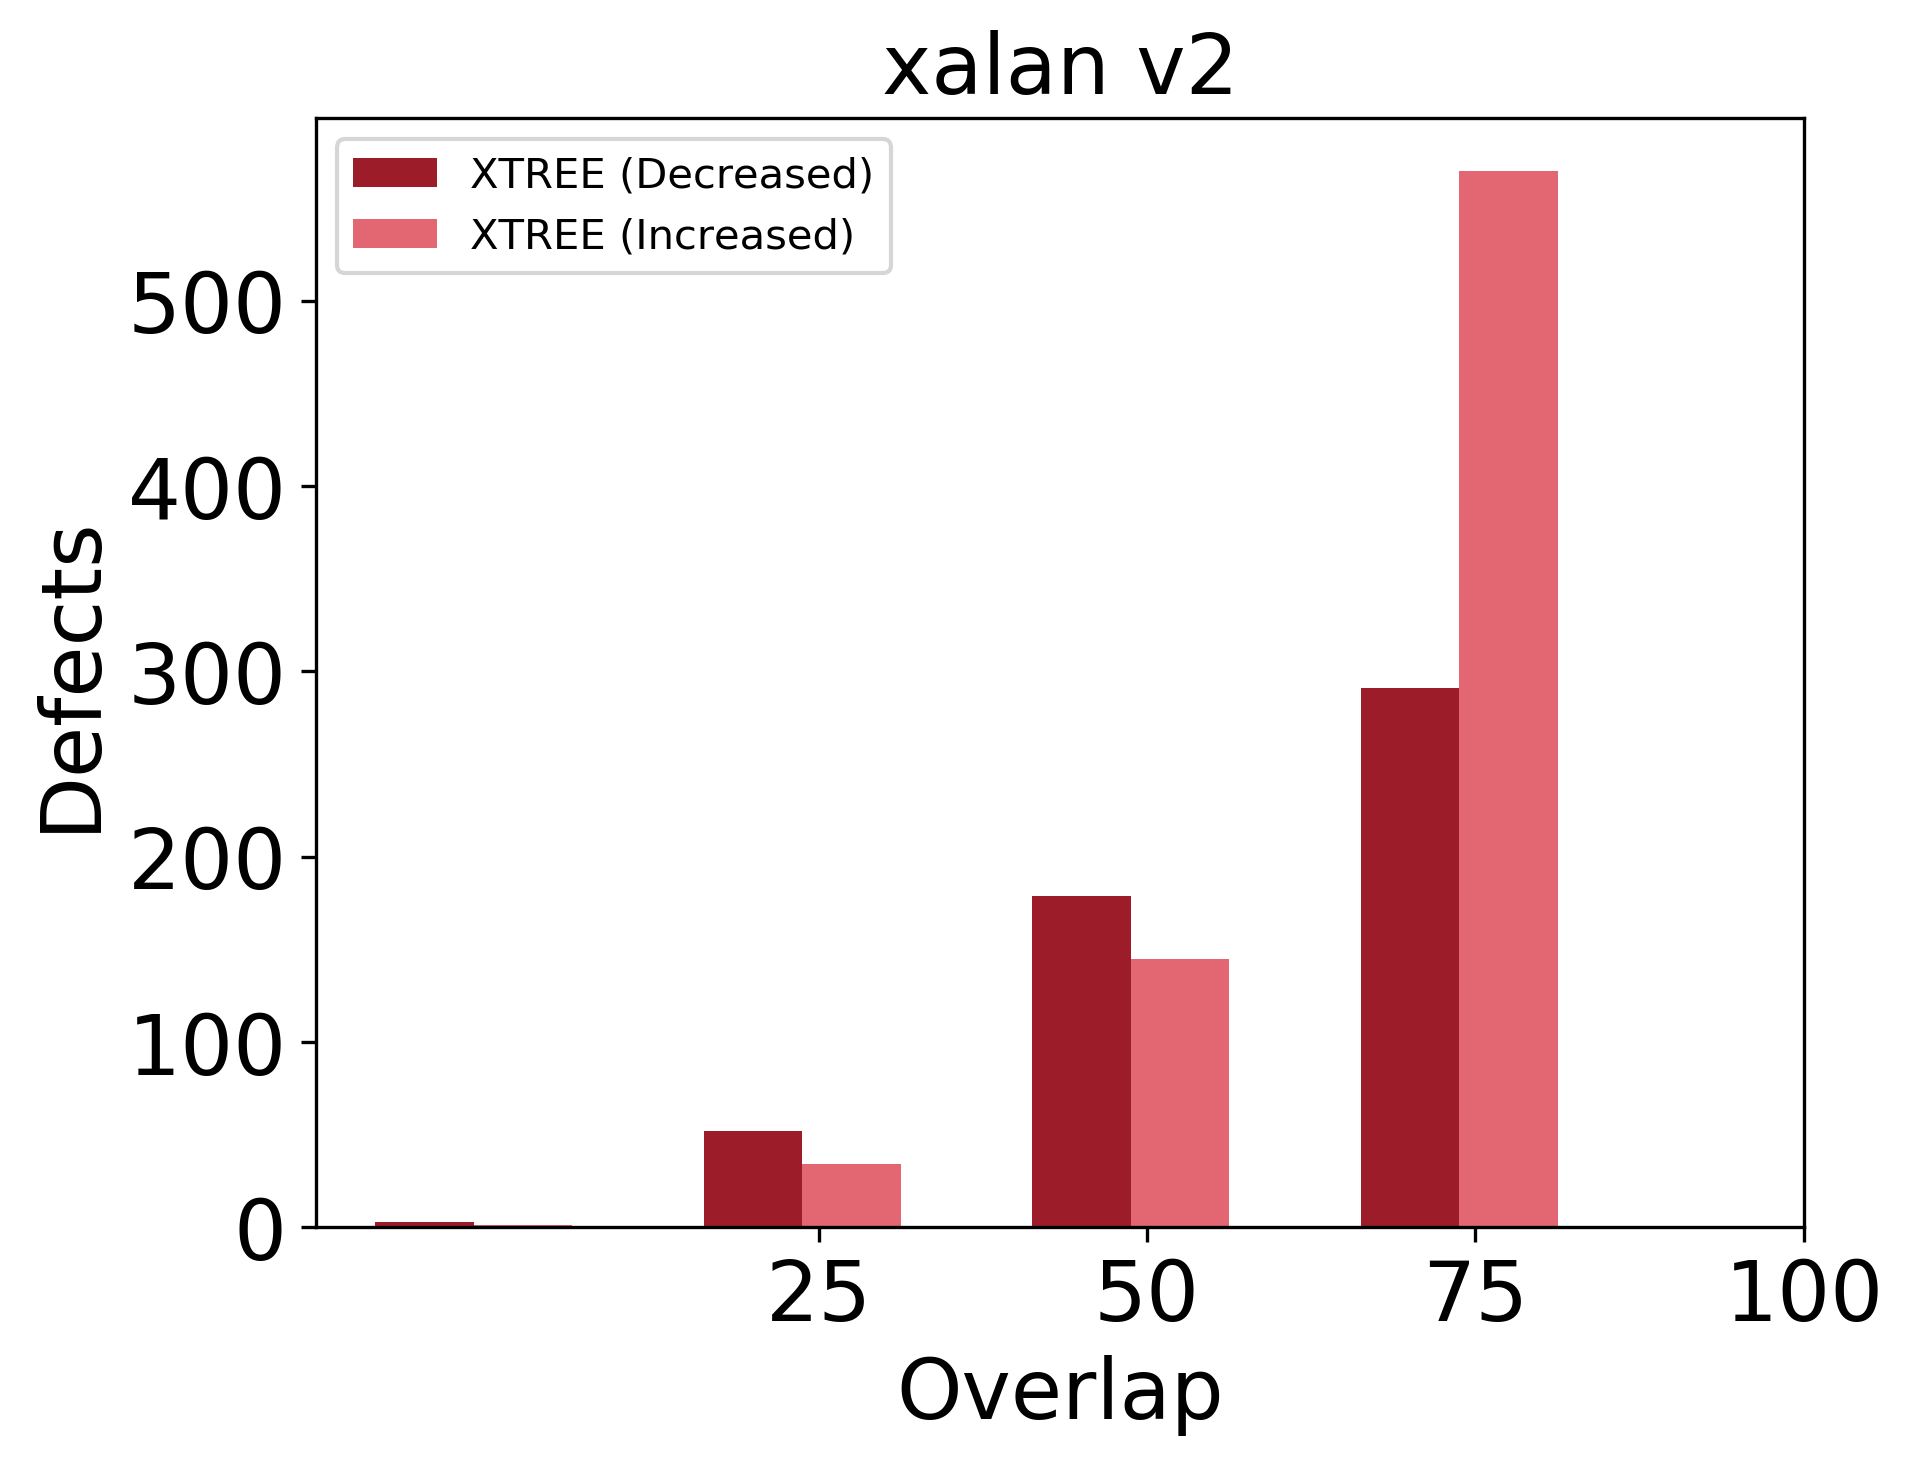 xalan v2
XTREE (Decreased)
XTREE (Increased)
500
400
300
200
100
0
Defects
25 50 75 100
Overlap